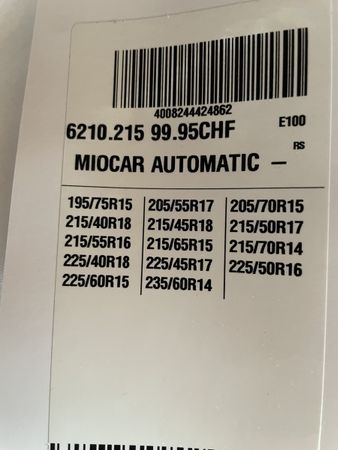 4008244424862
6210.215 99.95CHF E100
RS
MIOCAR AUTOMATIC –
195/75R15 205/55R17 205/70R15
215/40R18 215/45R18 215/50R17
215/55R16 215/65R15 215/70R14
225/40R18 225/45R17 225/50R16
225/60R15 235/60R14